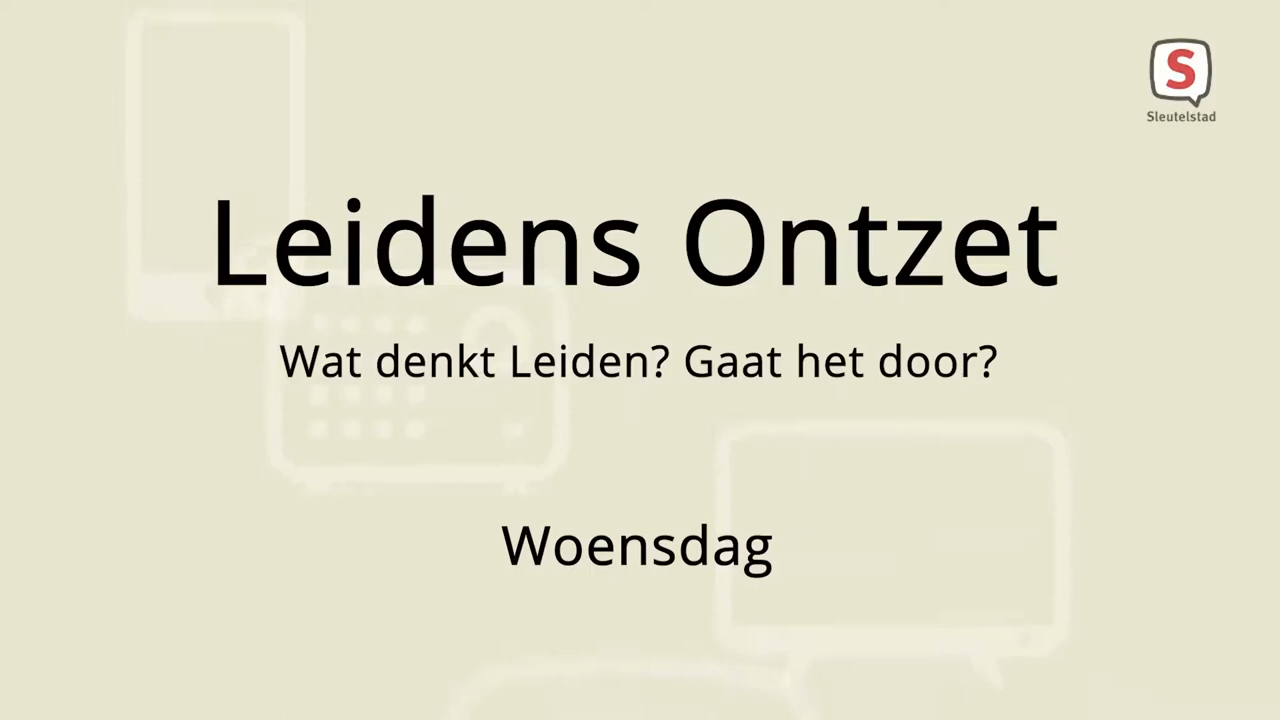 S
Sleutelstad
Leidens Ontzet
Wat denkt Leiden? Gaat het door?
Woensdag